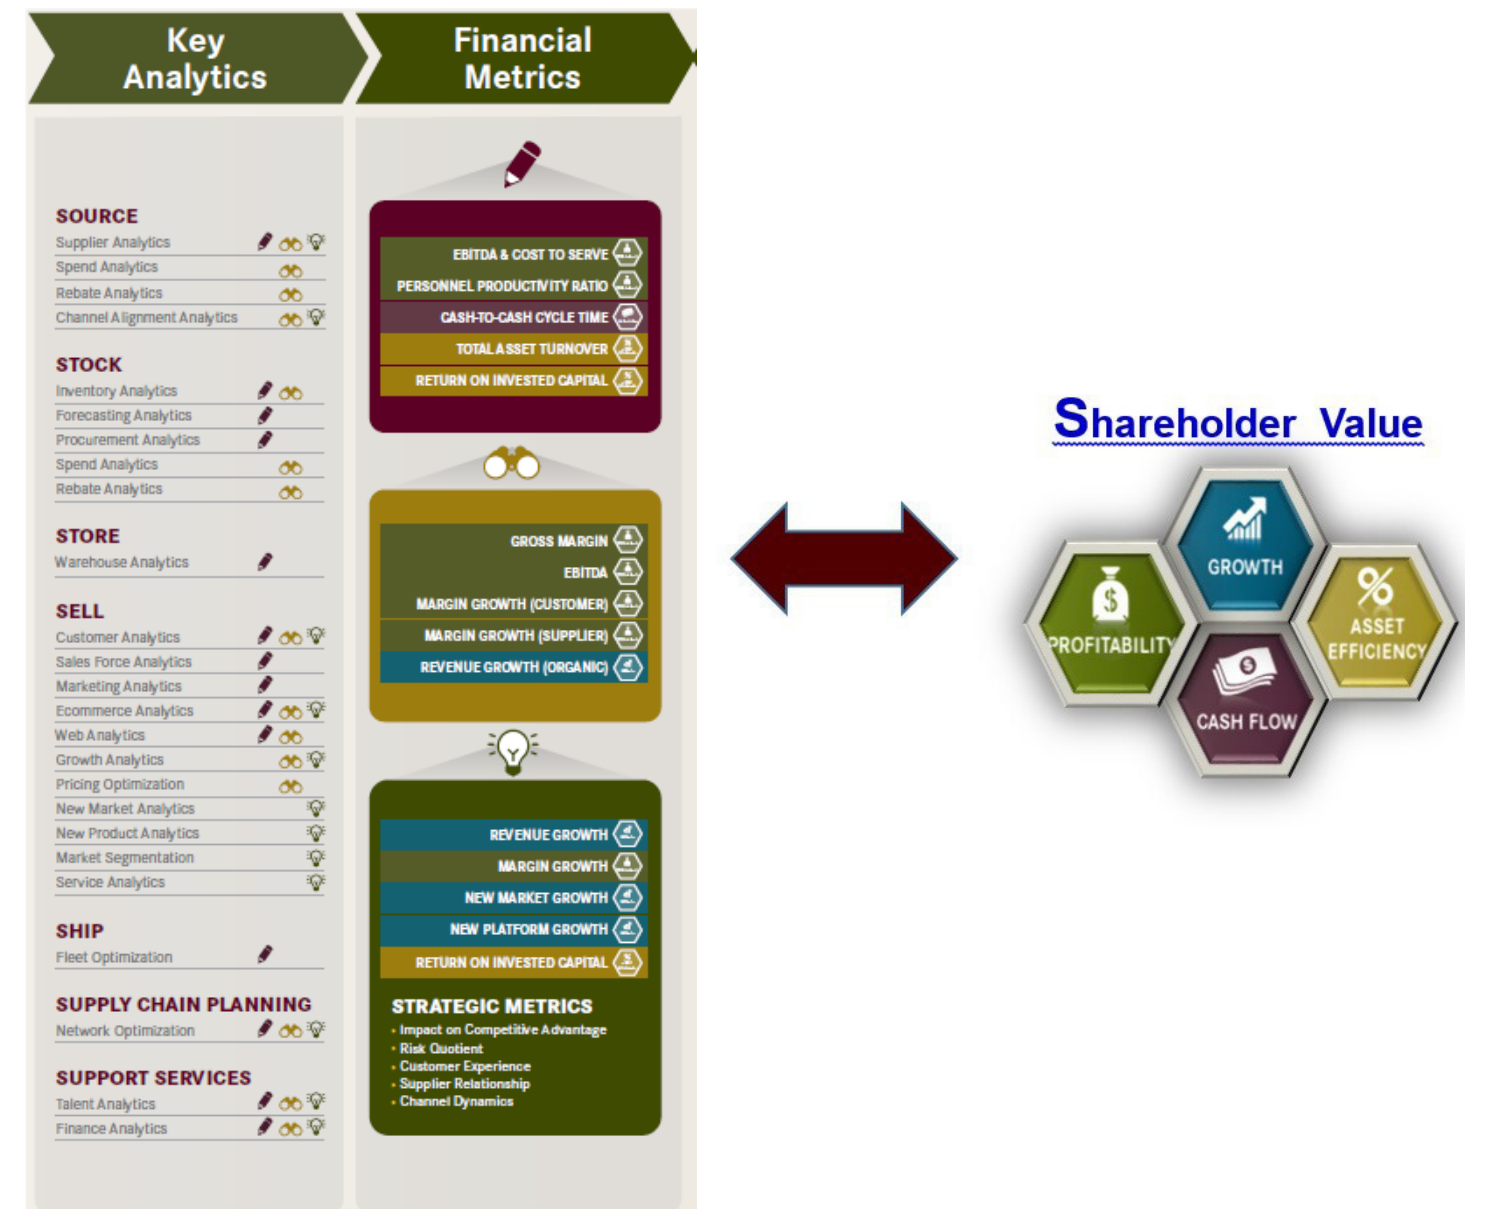 Key
Analytics
Financial
Metrics
SOURCE
Supplier Analytics
Spend Analytics
Rebate Analytics
Channel Alignment Analytics
STOCK
Inventory Analytics
Forecasting Analytics
Procurement Analytics
Spend Analytics
Rebate Analytics
STORE
Warehouse Analytics
SELL
Customer Analytics
Sales Force Analytics
Marketing Analytics
Ecommerce Analytics
Web Analytics
Growth Analytics
Pricing Optimization
New Market Analytics
New Product Analytics
Market Segmentation
Service Analytics
SHIP
Fleet Optimization
SUPPLY CHAIN PLANNING
Network Optimization
SUPPORT SERVICES
Talent Analytics
Finance Analytics
EBITDA & COST TO SERVE
PERSONNEL PRODUCTIVITY RATIO
CASH-TO-CASH CYCLE TIME
TOTAL ASSET TURNOVER
RETURN ON INVESTED CAPITAL
GROSS MARGIN
EBITDA
MARGIN GROWTH (CUSTOMER)
MARGIN GROWTH (SUPPLIER)
REVENUE GROWTH (ORGANIC)
REVENUE GROWTH
MARGIN GROWTH
NEW MARKET GROWTH
NEW PLATFORM GROWTH
RETURN ON INVESTED CAPITAL
STRATEGIC METRICS
• Impact on Competitive Advantage
• Risk Quotient
• Customer Experience
• Supplier Relationship
• Channel Dynamics
Shareholder Value
GROWTH
$
PROFITABILITY
%
ASSET
EFFICIENCY
$
CASH FLOW